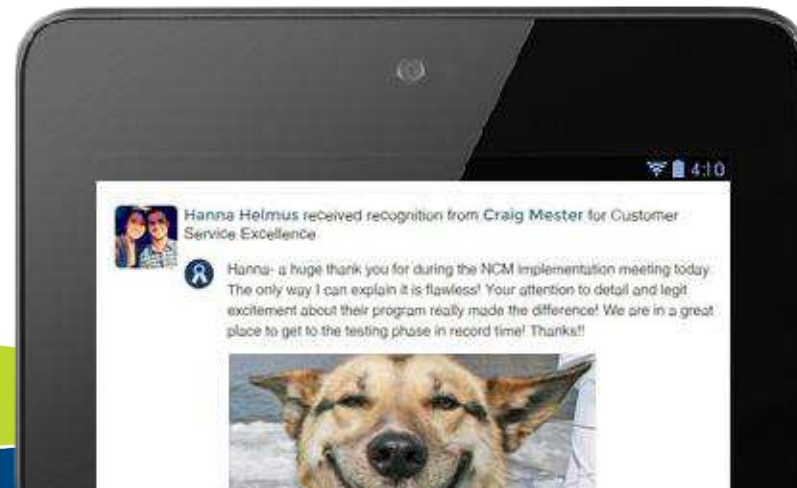 4:10
Hanna Helmus received recognition from Craig Mester for Customer
Service Excellence
Hanna- a huge thank you for during the NCM implementation meeting today.
The only way I can explain it is flawless! Your attention to detail and legit
excitement about their program really made the difference! We are in a great
place to get to the testing phase in record time! Thanks!!